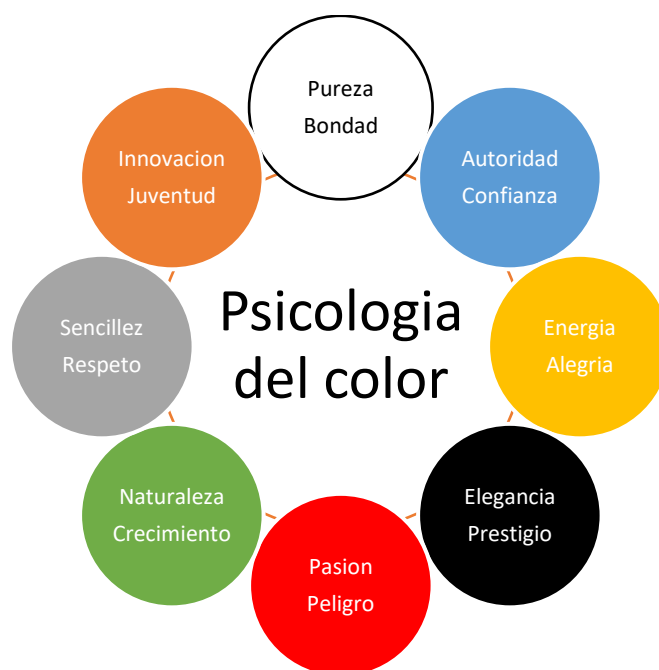 Pureza
Bondad
Autoridad
Confianza
Energia
Alegria
Elegancia
Prestigio
Pasion
Peligro
Naturaleza
Crecimiento
Sencillez
Respeto
Innovacion
Juventud
Psicologia
del color